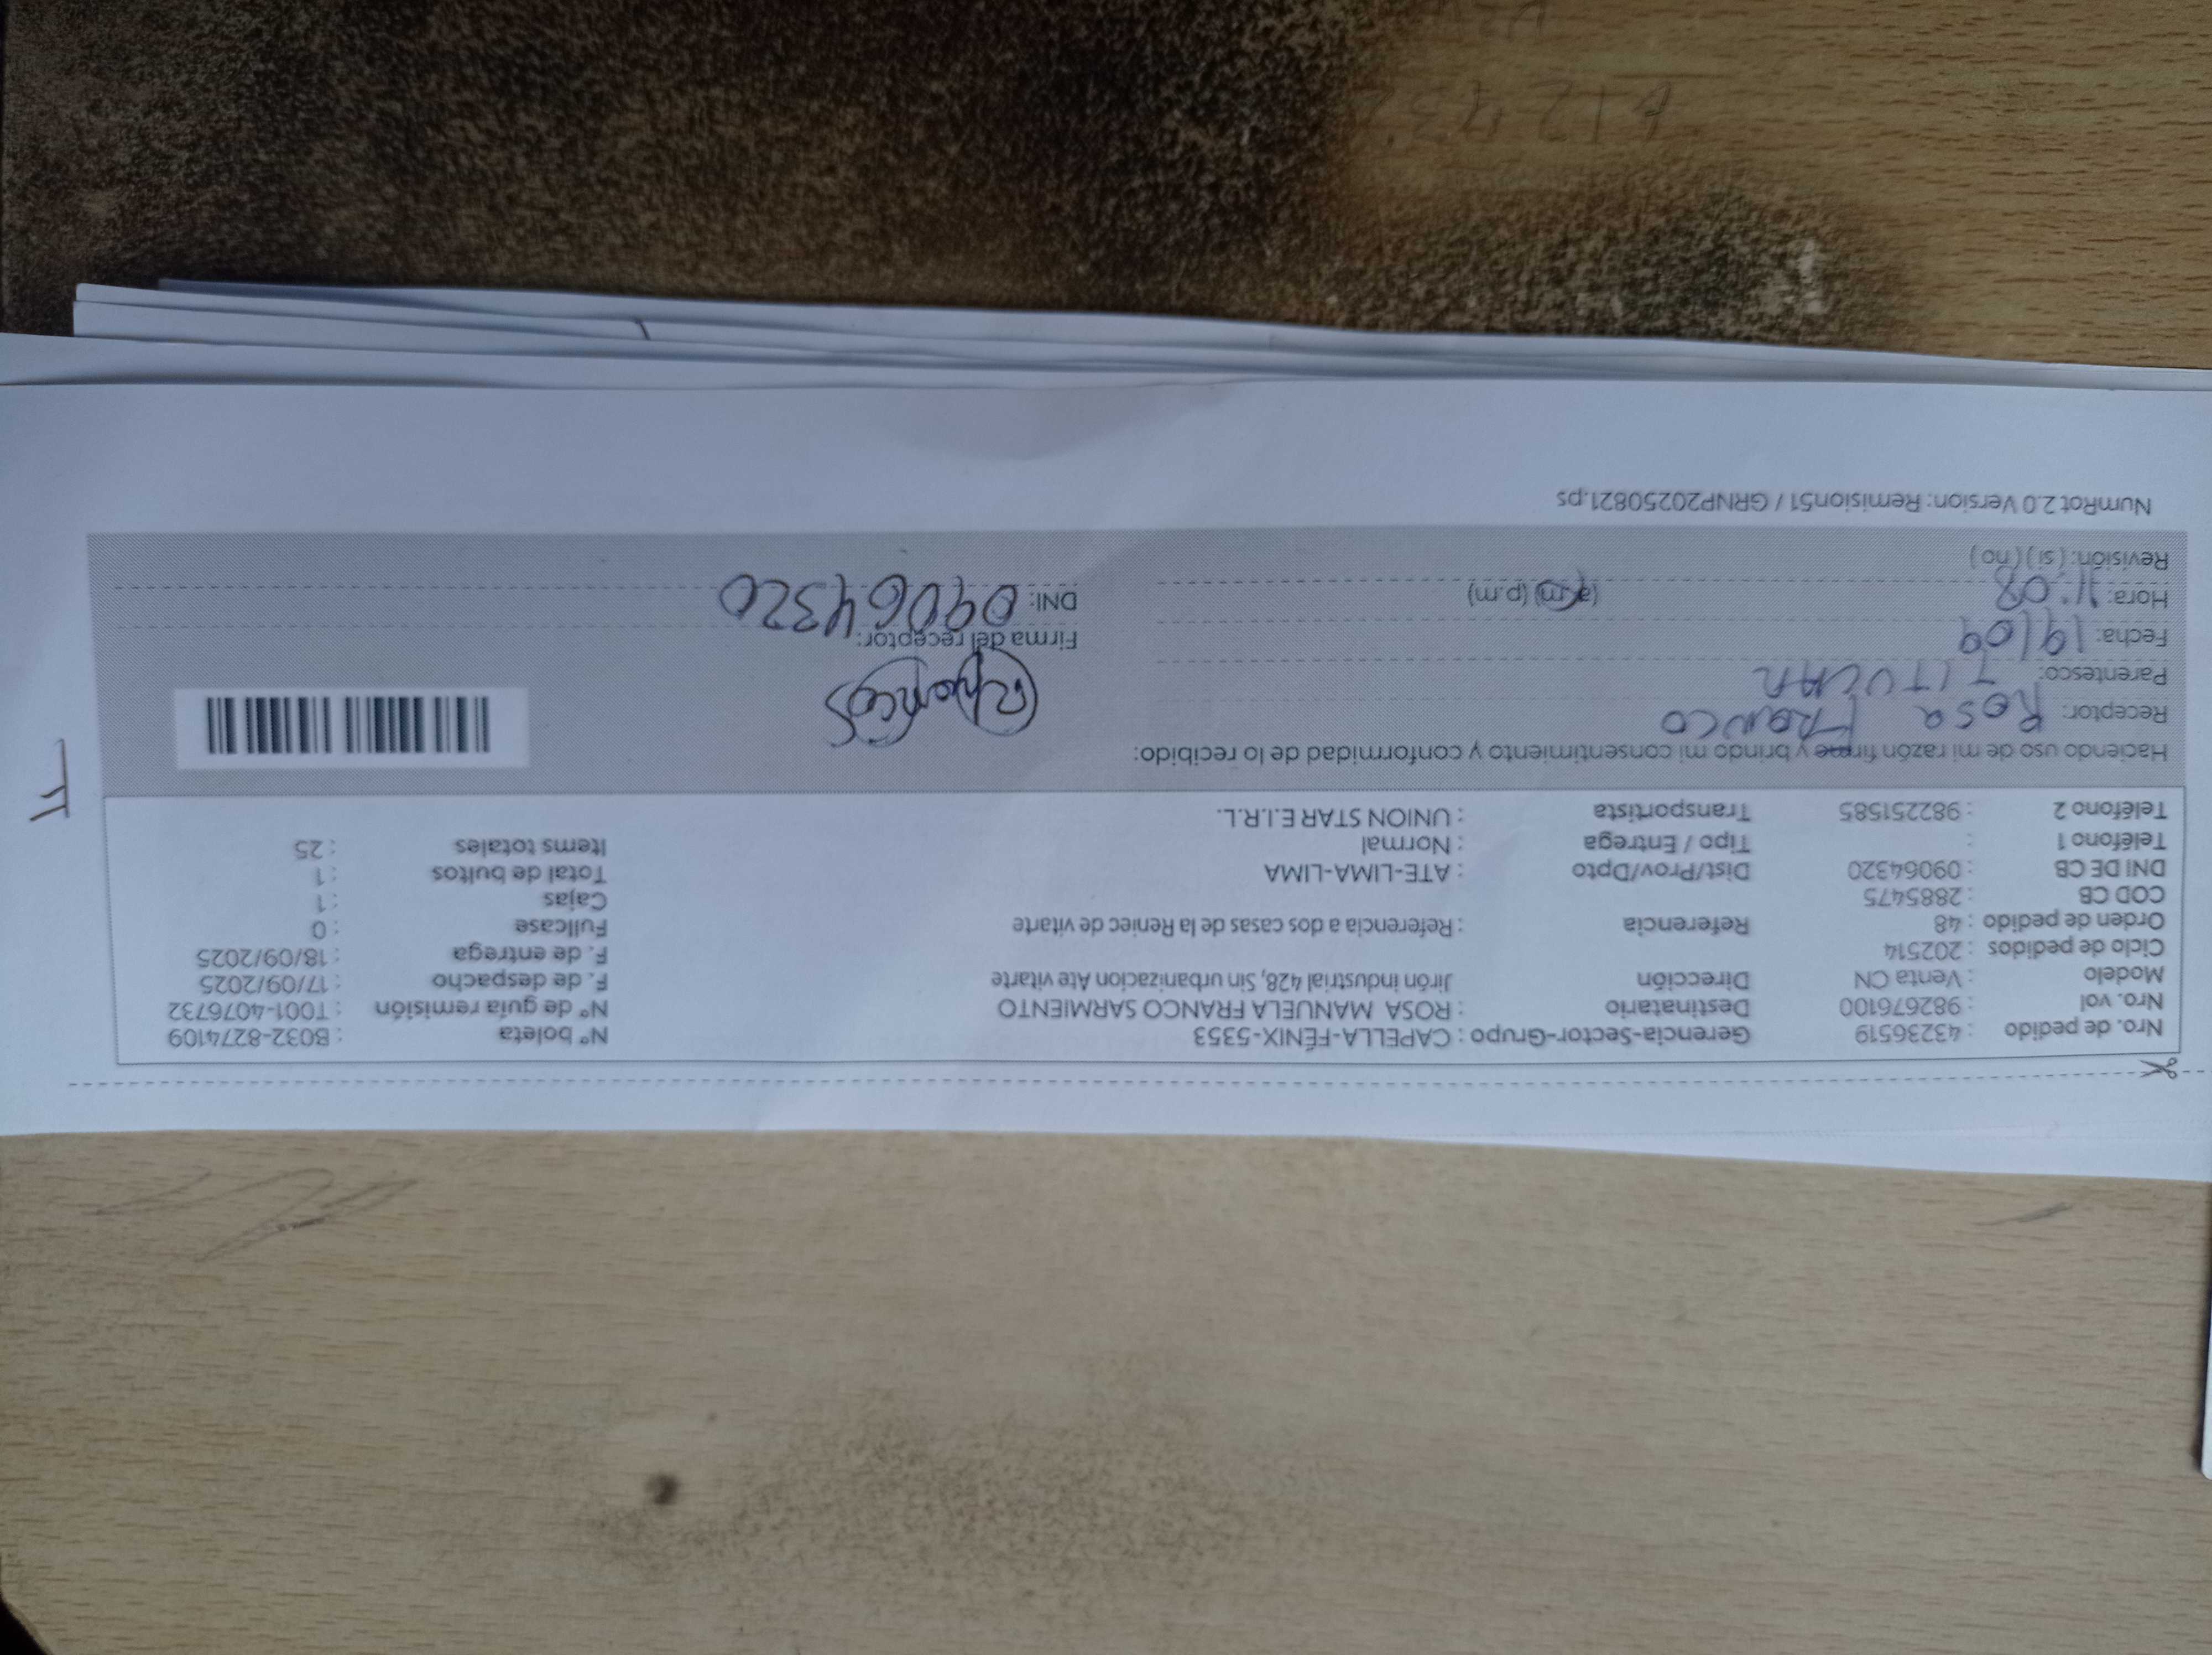 Nro. de pedido : 43236519 Gerencia-Sector-Grupo : CAPELLA-FÉNIX-5353 N° boleta : B032-8274109
Nro. vol : 982676100 Destinatario : ROSA MANUELA FRANCO SARMIENTO N° de guía remisión : T001-4076732
Modelo : Venta CN Dirección Jirón industrial 428, Sin urbanizacion Ate vitarte F. de despacho : 17/09/2025
Ciclo de pedidos : 202514 F. de entrega : 18/09/2025
Orden de pedido : 48 Referencia : Referencia a dos casas de la Reniec de vitarte Fullcase : 0
COD CB : 2885475 Cajas : 1
DNI DE CB : 09064320 Dist/Prov/Dpto : ATE-LIMA-LIMA Total de bultos : 1
Teléfono 1 : Tipo / Entrega : Normal Items totales : 25
Teléfono 2 : 982251585 Transportista : UNION STAR E.I.R.L.
Haciendo uso de mi razón firme y brindo mi consentimiento y conformidad de lo recibido:
Receptor: Rosa Franco
Parentesco: TITULAR
Fecha: 19/09 Firma del receptor:
Hora: 11:08 (a.m) (p.m) DNI: 09064320
Revisión: ( si ) ( no )
NumRot 2.0 Version: Remision51 / GRNP20250821.ps